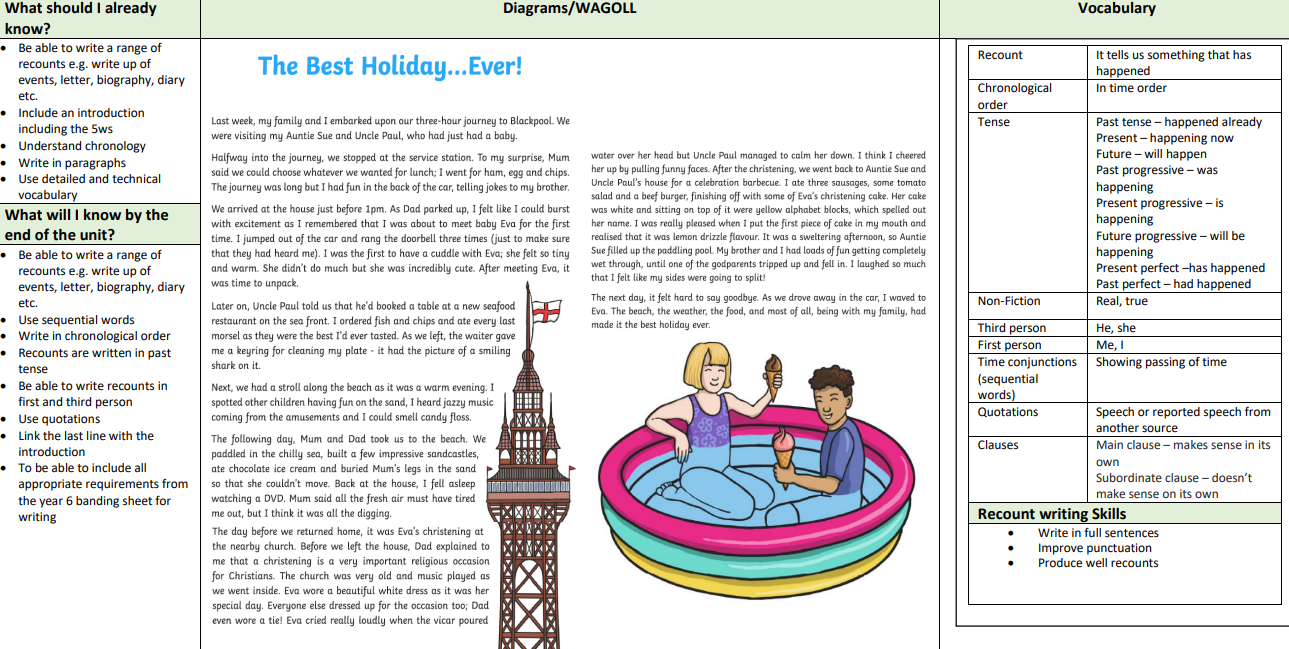 What should I already
know?
Be able to write a range of
recounts e.g. write up of
events, letter, biography, diary
etc.
Include an introduction
including the 5ws
Understand chronology
Write in paragraphs
Use detailed and technical
vocabulary
What will I know by the
end of the unit?
Be able to write a range of
recounts e.g. write up of
events, letter, biography, diary
etc.
Use sequential words
Write in chronological order
Recounts are written in past
tense
Be able to write recounts in
first and third person
Use quotations
Link the last line with the
introduction
To be able to include all
appropriate requirements from
the year 6 banding sheet for
writing
Diagrams/WAGOLL
The Best Holiday...Ever!
Last week, my family and I embarked upon our three-hour journey to Blackpool. We
were visiting my Auntie Sue and Uncle Paul, who had just had a baby.
Halfway into the journey, we stopped at the service station. To my surprise, Mum
said we could choose whatever we wanted for lunch; I went for ham, egg and chips.
The journey was long but I had fun in the back of the car, telling jokes to my brother.
We arrived at the house just before 1pm. As Dad parked up, I felt like I could burst
with excitement as I remembered that I was about to meet baby Eva for the first
time. I jumped out of the car and rang the doorbell three times (just to make sure
that they had heard me). I was the first to have a cuddle with Eva; she felt so tiny
and warm. She didn't do much but she was incredibly cute. After meeting Eva, it
was time to unpack.
Later on, Uncle Paul told us that he'd booked a table at a new seafood
restaurant on the sea front. I ordered fish and chips and ate every last
morsel as they were the best I'd ever tasted. As we left, the waiter gave
me a keyring for cleaning my plate - it had the picture of a smiling
shark on it.
Next, we had a stroll along the beach as it was a warm evening. I
spotted other children having fun on the sand, I heard jazzy music
coming from the amusements and I could smell candy floss.
The following day, Mum and Dad took us to the beach. We
paddled in the chilly sea, built a few impressive sandcastles,
ate chocolate ice cream and buried Mum's legs in the sand
so that she couldn't move. Back at the house, I fell asleep
watching a DVD. Mum said all the fresh air must have tired
me out, but I think it was all the digging.
The day before we returned home, it was Eva's christening at
the nearby church. Before we left the house, Dad explained to
me that a christening is a very important religious occasion
for Christians. The church was very old and music played as
we went inside. Eva wore a beautiful white dress as it was her
special day. Everyone else dressed up for the occasion too; Dad
even wore a tie! Eva cried really loudly when the vicar poured
water over her head but Uncle Paul managed to calm her down. I think I cheered
her up by pulling funny faces. After the christening, we went back to Auntie Sue and
Uncle Paul's house for a celebration barbecue. I ate three sausages, some tomato
salad and a beef burger, finishing off with some of Eva's christening cake. Her cake
was white and sitting on top of it were yellow alphabet blocks, which spelled out
her name. I was really pleased when I put the first piece of cake in my mouth and
realised that it was lemon drizzle flavour. It was a sweltering afternoon, so Auntie
Sue filled up the paddling pool. My brother and I had loads of fun getting completely
wet through, until one of the godparents tripped up and fell in. I laughed so much
that I felt like my sides were going to split!
The next day, it felt hard to say goodbye. As we drove away in the car, I waved to
Eva. The beach, the weather, the food, and most of all, being with my family, had
made it the best holiday ever.
Vocabulary
Recount
It tells us something that has
happened
Chronological
order
In time order
Tense
Past tense – happened already
Present – happening now
Future – will happen
Past progressive – was
happening
Present progressive – is
happening
Future progressive – will be
happening
Present perfect –has happened
Past perfect – had happened
Non-Fiction
Real, true
Third person
He, she
First person
Me, I
Time conjunctions
(sequential
words)
Showing passing of time
Quotations
Speech or reported speech from
another source
Clauses
Main clause – makes sense in its
own
Subordinate clause – doesn't
make sense on its own
Recount writing Skills
Write in full sentences
Improve punctuation
Produce well recounts